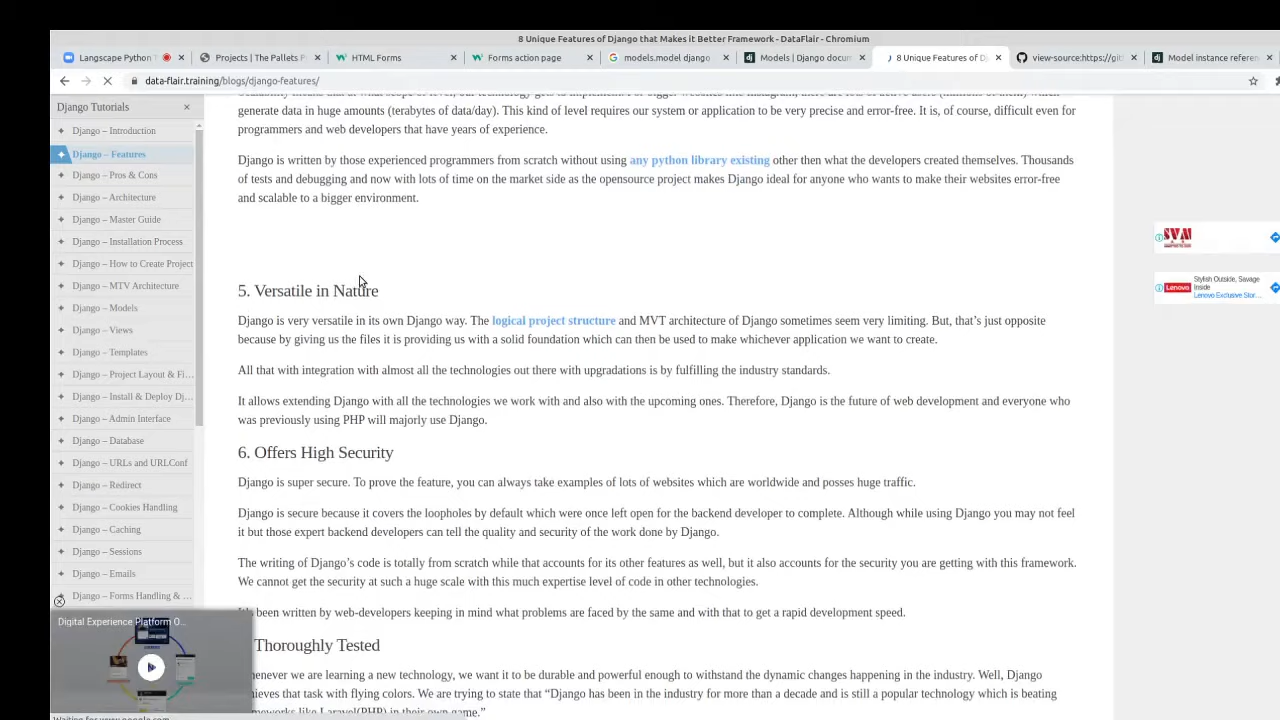 8 Unique Features of Django that Makes it Better Framework - DataFlair - Chromium
Langscape Python T
Projects | The Pallets P
HTML Forms
Forms action page
models.model django
Models | Django docum
8 Unique Features of Dj
view-source:https://git
Model instance referen
data-flair.training/blogs/django-features/
Django Tutorials
Django – Introduction
Django – Features
Django – Pros & Cons
Django – Architecture
Django – Master Guide
Django – Installation Process
Django – How to Create Project
Django – MTV Architecture
Django – Models
Django – Views
Django – Templates
Django – Project Layout & Fi…
Django – Install & Deploy Dj…
Django – Admin Interface
Django – Database
Django – URLs and URLConf
Django – Redirect
Django – Cookies Handling
Django – Caching
Django – Sessions
Django – Emails
Django – Forms Handling & …
Digital Experience Platform O...
generate data in huge amounts (terabytes of data/day). This kind of level requires our system or application to be very precise and error-free. It is, of course, difficult even for
programmers and web developers that have years of experience.
Django is written by those experienced programmers from scratch without using any python library existing other then what the developers created themselves. Thousands
of tests and debugging and now with lots of time on the market side as the opensource project makes Django ideal for anyone who wants to make their websites error-free
and scalable to a bigger environment.
5. Versatile in Nature
Django is very versatile in its own Django way. The logical project structure and MVT architecture of Django sometimes seem very limiting. But, that's just opposite
because by giving us the files it is providing us with a solid foundation which can then be used to make whichever application we want to create.
All that with integration with almost all the technologies out there with upgradations is by fulfilling the industry standards.
It allows extending Django with all the technologies we work with and also with the upcoming ones. Therefore, Django is the future of web development and everyone who
was previously using PHP will majorly use Django.
6. Offers High Security
Django is super secure. To prove the feature, you can always take examples of lots of websites which are worldwide and posses huge traffic.
Django is secure because it covers the loopholes by default which were once left open for the backend developer to complete. Although while using Django you may not feel
it but those expert backend developers can tell the quality and security of the work done by Django.
The writing of Django's code is totally from scratch while that accounts for its other features as well, but it also accounts for the security you are getting with this framework.
We cannot get the security at such a huge scale with this much expertise level of code in other technologies.
It's been written by web-developers keeping in mind what problems are faced by the same and with that to get a rapid development speed.
Thoroughly Tested
henever we are learning a new technology, we want it to be durable and powerful enough to withstand the dynamic changes happening in the industry. Well, Django
ieves that task with flying colors. We are trying to state that “Django has been in the industry for more than a decade and is still a popular technology which is beating
meworks like Laravel(PHP) in their own game.”
SVM
Lenovo
Stylish Outside, Savage
Inside
Lenovo Exclusive Stor…